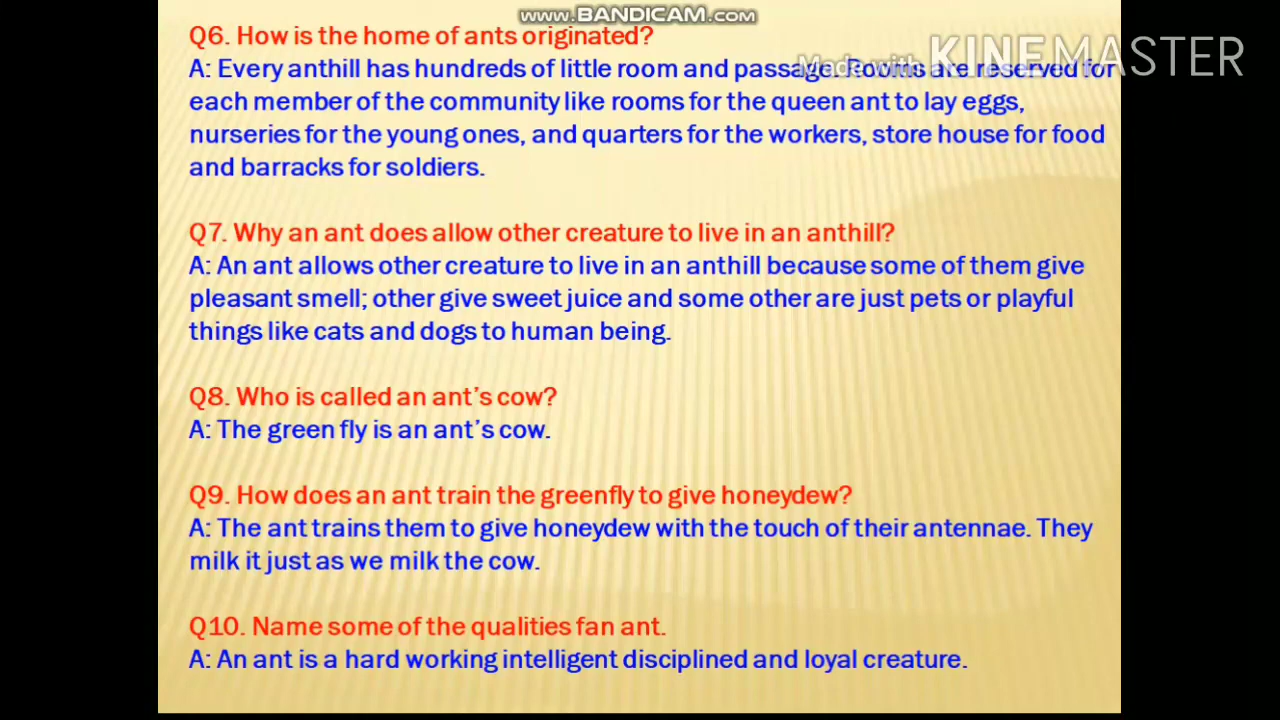 www.BANDICAM.com
Q6. How is the home of ants originated?
Made with KINEMASTER
A: Every anthill has hundreds of little room and passage. Rooms are reserved for
each member of the community like rooms for the queen ant to lay eggs,
nurseries for the young ones, and quarters for the workers, store house for food
and barracks for soldiers.
Q7. Why an ant does allow other creature to live in an anthill?
A: An ant allows other creature to live in an anthill because some of them give
pleasant smell; other give sweet juice and some other are just pets or playful
things like cats and dogs to human being.
Q8. Who is called an ant’s cow?
A: The green fly is an ant’s cow.
Q9. How does an ant train the greenfly to give honeydew?
A: The ant trains them to give honeydew with the touch of their antennae. They
milk it just as we milk the cow.
Q10. Name some of the qualities fan ant.
A: An ant is a hard working intelligent disciplined and loyal creature.